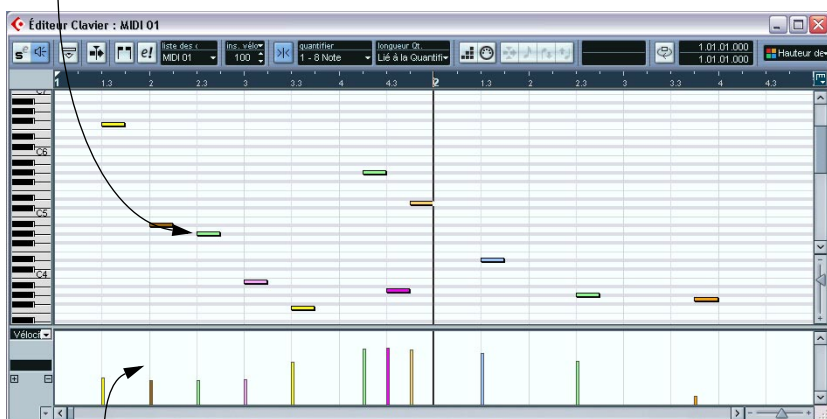 Éditeur Clavier : MIDI 01
liste des (
MIDI 01
ins. vélo
100
quantifier
1 - 8 Note
longueur Qt.
Lié à la Quantifi
1.01.01.000
1.01.01.000
Hauteur de
1 1.3 2 2.3 3 3.3 4 4.3 2 1.3 2 2.3 3 3.3 4 4.3
C7
C6
C5
C4
Véloci